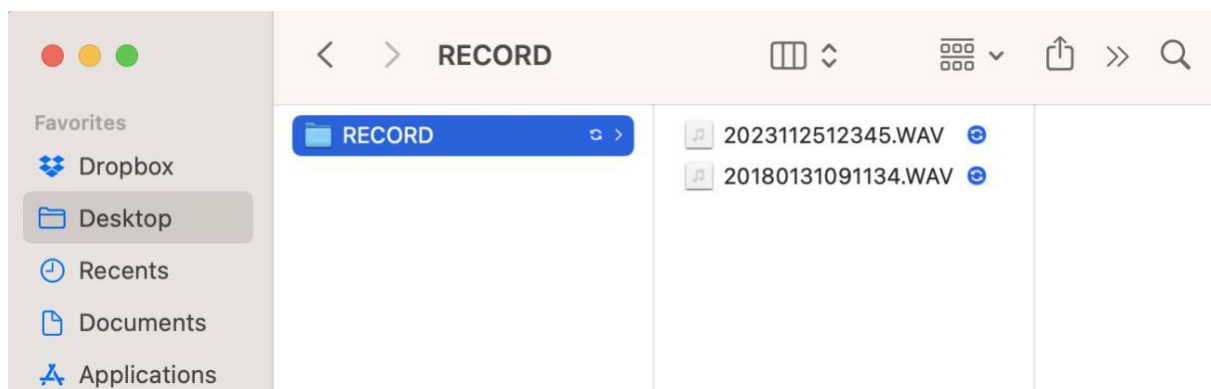 RECORD
Favorites
Dropbox
Desktop
Recents
Documents
Applications
RECORD
2023112512345.WAV
20180131091134.WAV